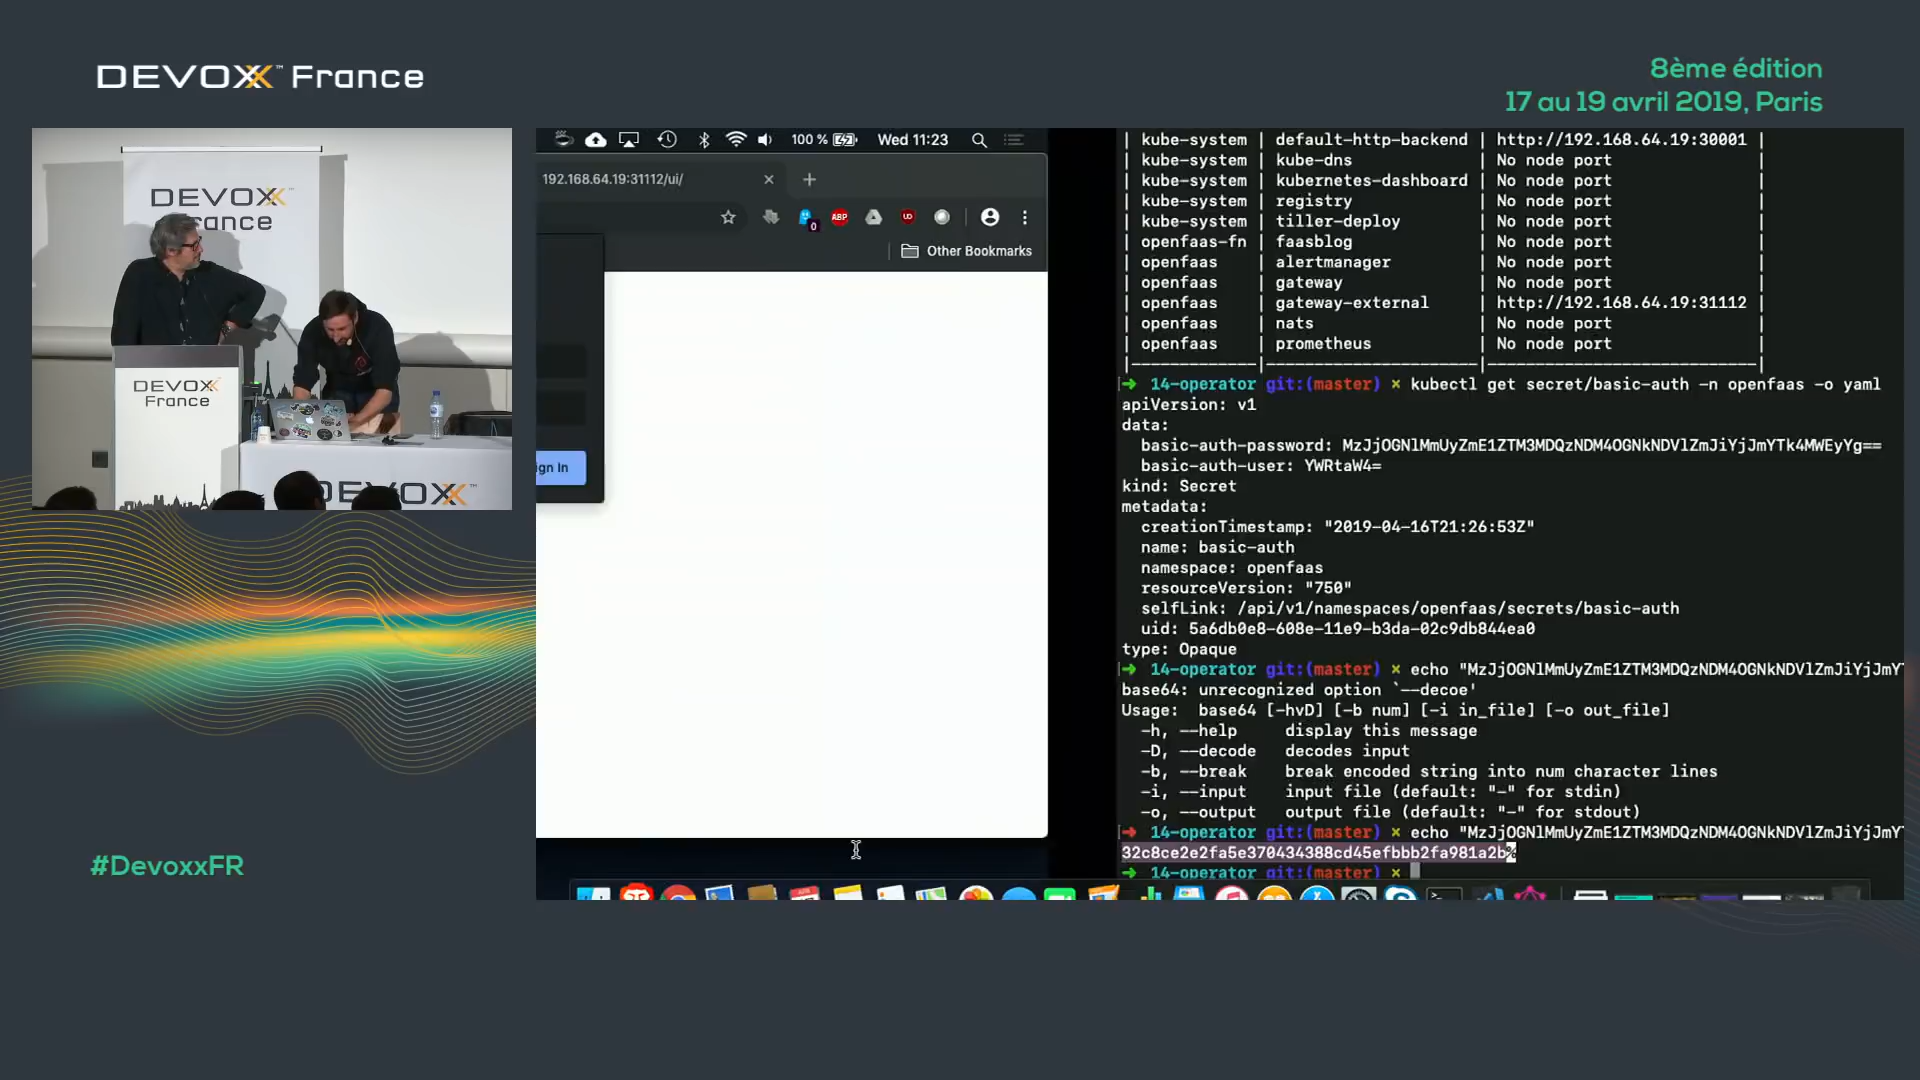 DEVOXX™ France
8ème édition
17 au 19 avril 2019, Paris
DEVOXX™
France
DEVOXX
France
DEVOXX
100 %
Wed 11:23
192.168.64.19:31112/ui/
0
ABP
UD
Other Bookmarks
ign In
| kube-system | default-http-backend | http://192.168.64.19:30001 |
| kube-system | kube-dns | No node port |
| kube-system | kubernetes-dashboard | No node port |
| kube-system | registry | No node port |
| kube-system | tiller-deploy | No node port |
| openfaas-fn | faasblog | No node port |
| openfaas | alertmanager | No node port |
| openfaas | gateway | No node port |
| openfaas | gateway-external | http://192.168.64.19:31112 |
| openfaas | nats | No node port |
| openfaas | prometheus | No node port |
|-------------|----------------------|----------------------------|
➜ 14-operator git:(master) × kubectl get secret/basic-auth -n openfaas -o yaml
apiVersion: v1
data:
basic-auth-password: MzJjOGNlMmUyZmE1ZTM3MDQzNDM4OGNkNDVlZmJiYjJmYTk4MWEyYg==
basic-auth-user: YWRtaW4=
kind: Secret
metadata:
creationTimestamp: "2019-04-16T21:26:53Z"
name: basic-auth
namespace: openfaas
resourceVersion: "750"
selfLink: /api/v1/namespaces/openfaas/secrets/basic-auth
uid: 5a6db0e8-608e-11e9-b3da-02c9db844ea0
type: Opaque
➜ 14-operator git:(master) × echo "MzJjOGNlMmUyZmE1ZTM3MDQzNDM4OGNkNDVlZmJiYjJmY
base64: unrecognized option `--decoe'
Usage: base64 [-hvD] [-b num] [-i in_file] [-o out_file]
-h, --help display this message
-D, --decode decodes input
-b, --break break encoded string into num character lines
-i, --input input file (default: "-" for stdin)
-o, --output output file (default: "-" for stdout)
➜ 14-operator git:(master) × echo "MzJjOGNlMmUyZmE1ZTM3MDQzNDM4OGNkNDVlZmJiYjJmY
32c8ce2e2fa5e370434388cd45efbbb2fa981a2b%
➜ 14-operator git:(master) ×
#DevoxxFR